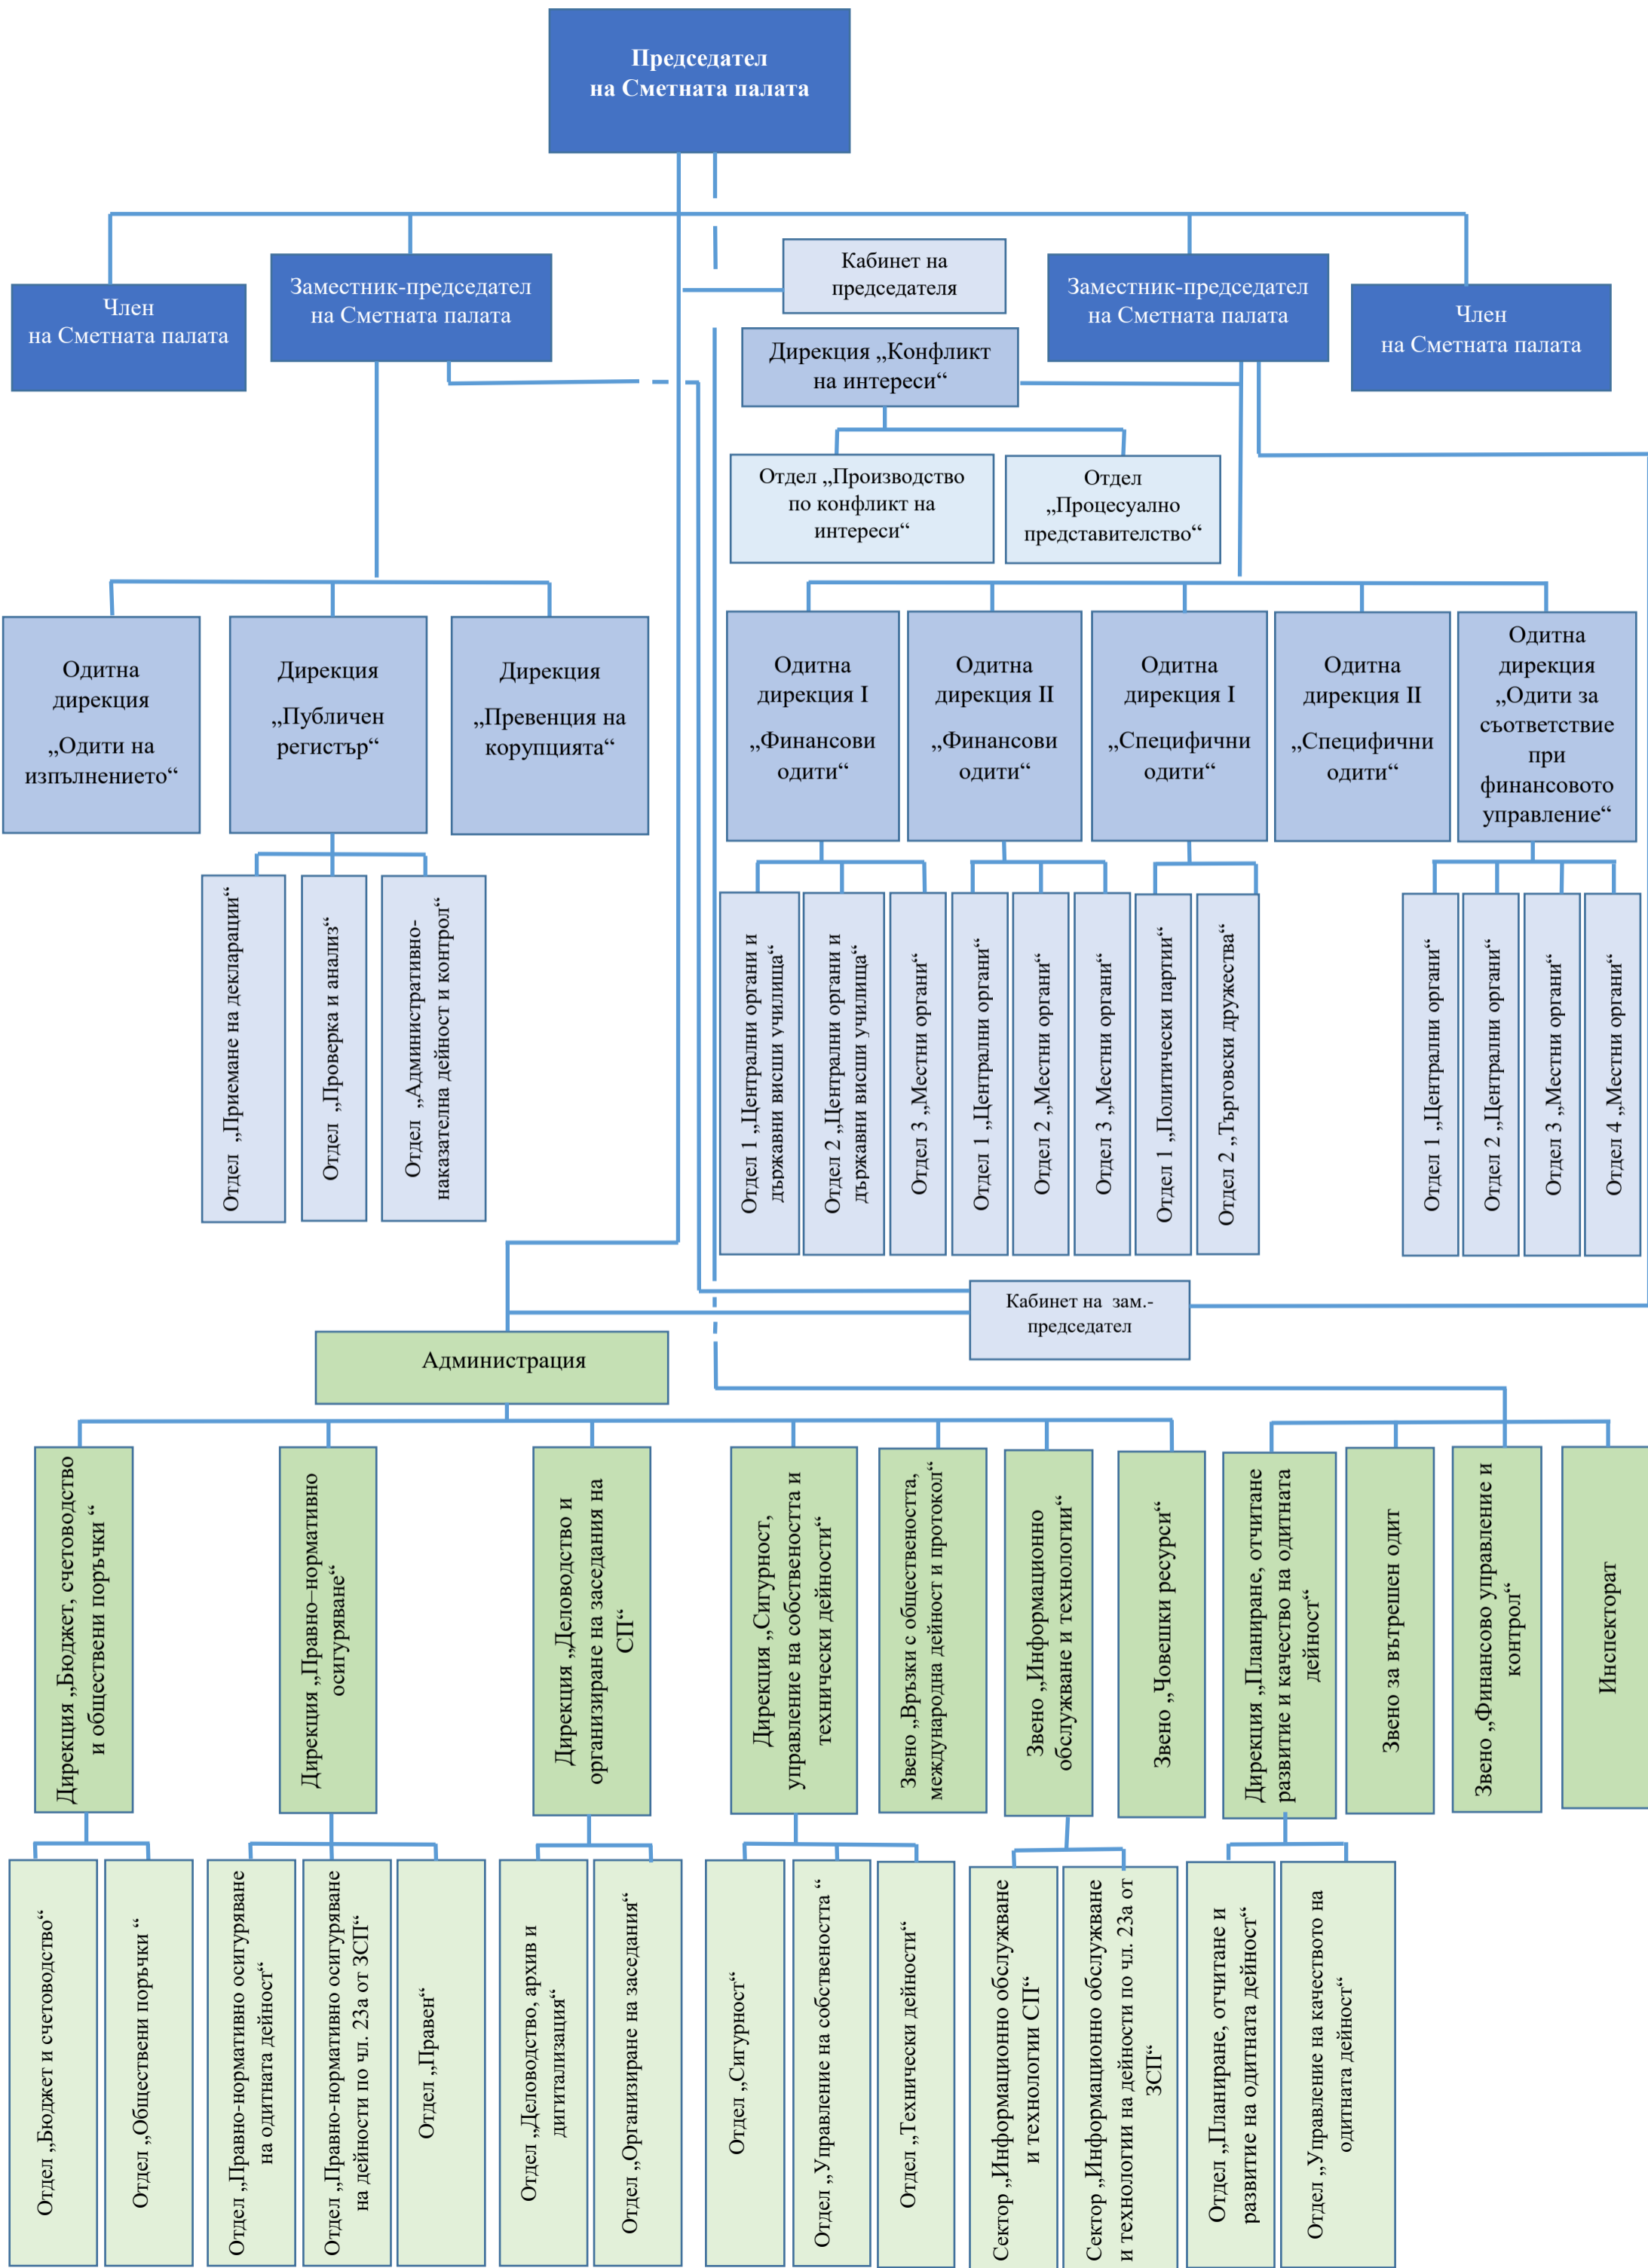 Председател
на Сметната палата
Член
на Сметната палата
Заместник-председател
на Сметната палата
Кабинет на
председателя
Заместник-председател
на Сметната палата
Член
на Сметната палата
Дирекция „Конфликт
на интереси“
Отдел „Производство
по конфликт на
интереси“
Отдел
„Процесуално
представителство“
Одитна
дирекция
„Одити на
изпълнението“
Дирекция
„Публичен
регистър“
Дирекция
„Превенция на
корупцията“
Одитна
дирекция I
„Финансови
одити“
Одитна
дирекция II
„Финансови
одити“
Одитна
дирекция I
„Специфични
одити“
Одитна
дирекция II
„Специфични
одити“
Одитна
дирекция
„Одити за
съответствие
при
финансовото
управление“
Отдел „Приемане на декларации“
Отдел „Проверка и анализ“
Отдел „Административно-
наказателна дейност и контрол“
Отдел 1 „Централни органи и
държавни висши училища“
Отдел 2 „Централни органи и
държавни висши училища“
Отдел 3 „Местни органи“
Отдел 1 „Централни органи“
Отдел 2 „Местни органи“
Отдел 3 „Местни органи“
Отдел 1 „Политически партии“
Отдел 2 „Търговски дружества“
Отдел 1 „Централни органи“
Отдел 2 „Централни органи“
Отдел 3 „Местни органи“
Отдел 4 „Местни органи“
Кабинет на зам.-
председател
Администрация
Дирекция „Бюджет, счетоводство
и обществени поръчки “
Дирекция „Правно–нормативно
осигуряване“
Дирекция „Деловодство и
организиране на заседания на
СП“
Дирекция „Сигурност,
управление на собствеността и
технически дейности“
Звено „Връзки с обществеността,
международна дейност и протокол“
Звено „Информационно
обслужване и технологии“
Звено „Човешки ресурси“
Дирекция „Планиране, отчитане
развитие и качество на одитната
дейност“
Звено за вътрешен одит
Звено „Финансово управление и
контрол“
Инспекторат
Отдел „Бюджет и счетоводство“
Отдел „Обществени поръчки “
Отдел „Правно-нормативно осигуряване
на одитната дейност“
Отдел „Правно-нормативно осигуряване
на дейности по чл. 23а от ЗСП“
Отдел „Правен“
Отдел „Деловодство, архив и
дигитализация“
Отдел „Организиране на заседания“
Отдел „Сигурност“
Отдел „Управление на собствеността “
Отдел „Технически дейности“
Сектор „Информационно обслужване
и технологии СП“
Сектор „Информационно обслужване
и технологии на дейности по чл. 23а от
ЗСП“
Отдел „Планиране, отчитане и
развитие на одитната дейност“
Отдел „Управление на качеството на
одитната дейност“